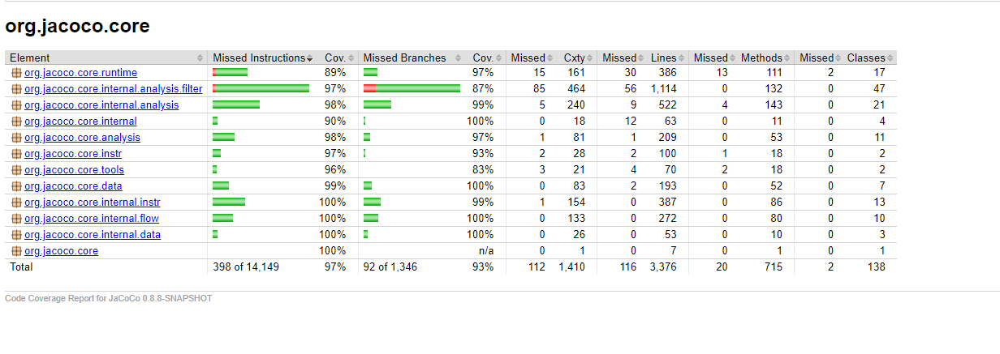 org.jacoco.core
Element Missed Instructions Cov. Missed Branches Cov. Missed Cxty Missed Lines Missed Methods Missed Classes
org.jacoco.core.runtime 89% 97% 15 161 30 386 13 111 2 17
org.jacoco.core.internal.analysis.filter 97% 87% 85 464 56 1,114 0 132 0 47
org.jacoco.core.internal.analysis 98% 99% 5 240 9 522 4 143 0 21
org.jacoco.core.internal 90% 100% 0 18 12 63 0 11 0 4
org.jacoco.core.analysis 98% 97% 1 81 1 209 0 53 0 11
org.jacoco.core.instr 97% 93% 2 28 2 100 1 18 0 2
org.jacoco.core.tools 96% 83% 3 21 4 70 2 18 0 2
org.jacoco.core.data 99% 100% 0 83 2 193 0 52 0 7
org.jacoco.core.internal.instr 100% 99% 1 154 0 387 0 86 0 13
org.jacoco.core.internal.flow 100% 100% 0 133 0 272 0 80 0 10
org.jacoco.core.internal.data 100% 100% 0 26 0 53 0 10 0 3
org.jacoco.core 100% n/a 0 1 0 7 0 1 0 1
Total 398 of 14,149 97% 92 of 1,346 93% 112 1,410 116 3,376 20 715 2 138
Code Coverage Report for JaCoCo 0.8.8-SNAPSHOT